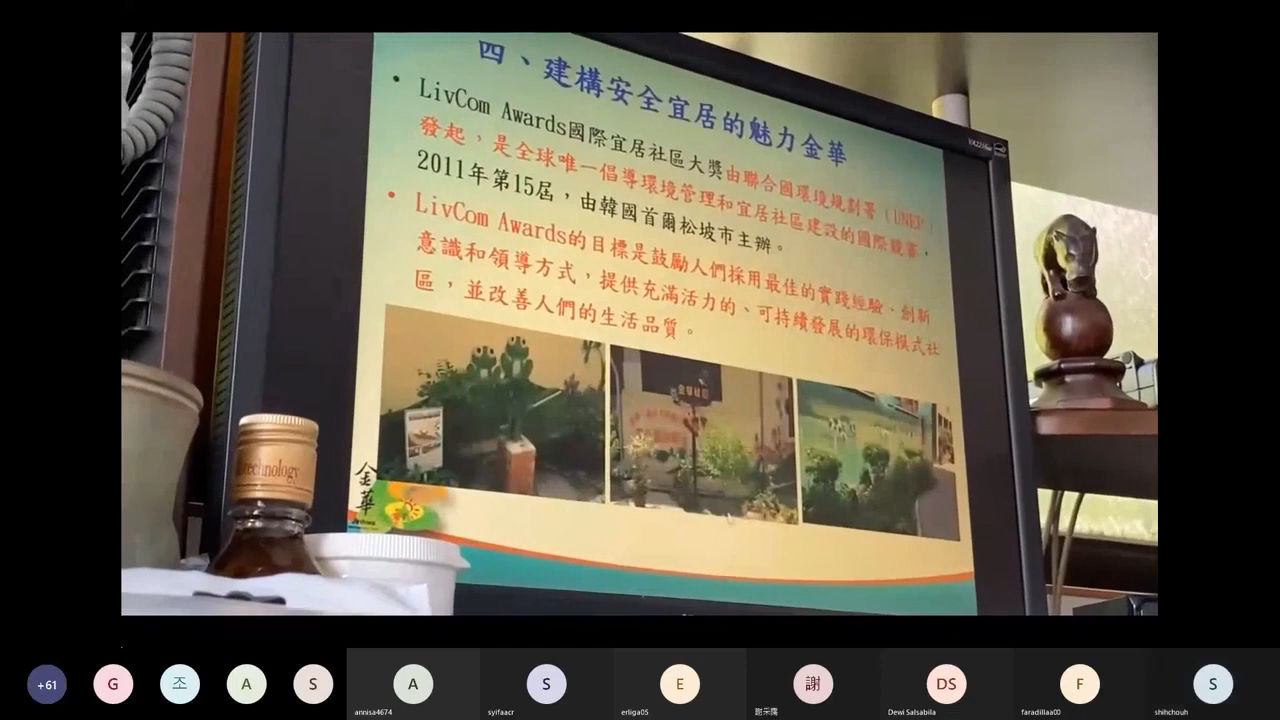 四、建構安全宜居的魅力金華
• LivCom Awards國際宜居社區大獎由聯合國環境規劃署（UNEP）
發起，是全球唯一倡導環境管理和宜居社區建設的國際競賽，
2011年第15屆，由韓國首爾松坡市主辦。
• LivCom Awards的目標是鼓勵人們採用最佳的實踐經驗、創新
意識和領導方式，提供充滿活力的、可持續發展的環保模式社
區，並改善人們的生活品質。
金華社區
金華
technology
+61
G
조
A
S
A
S
E
謝
DS
F
S
annisa4674
syifaacr
erliga05
Dewi Salsabila
faradillaa00
shihchouh